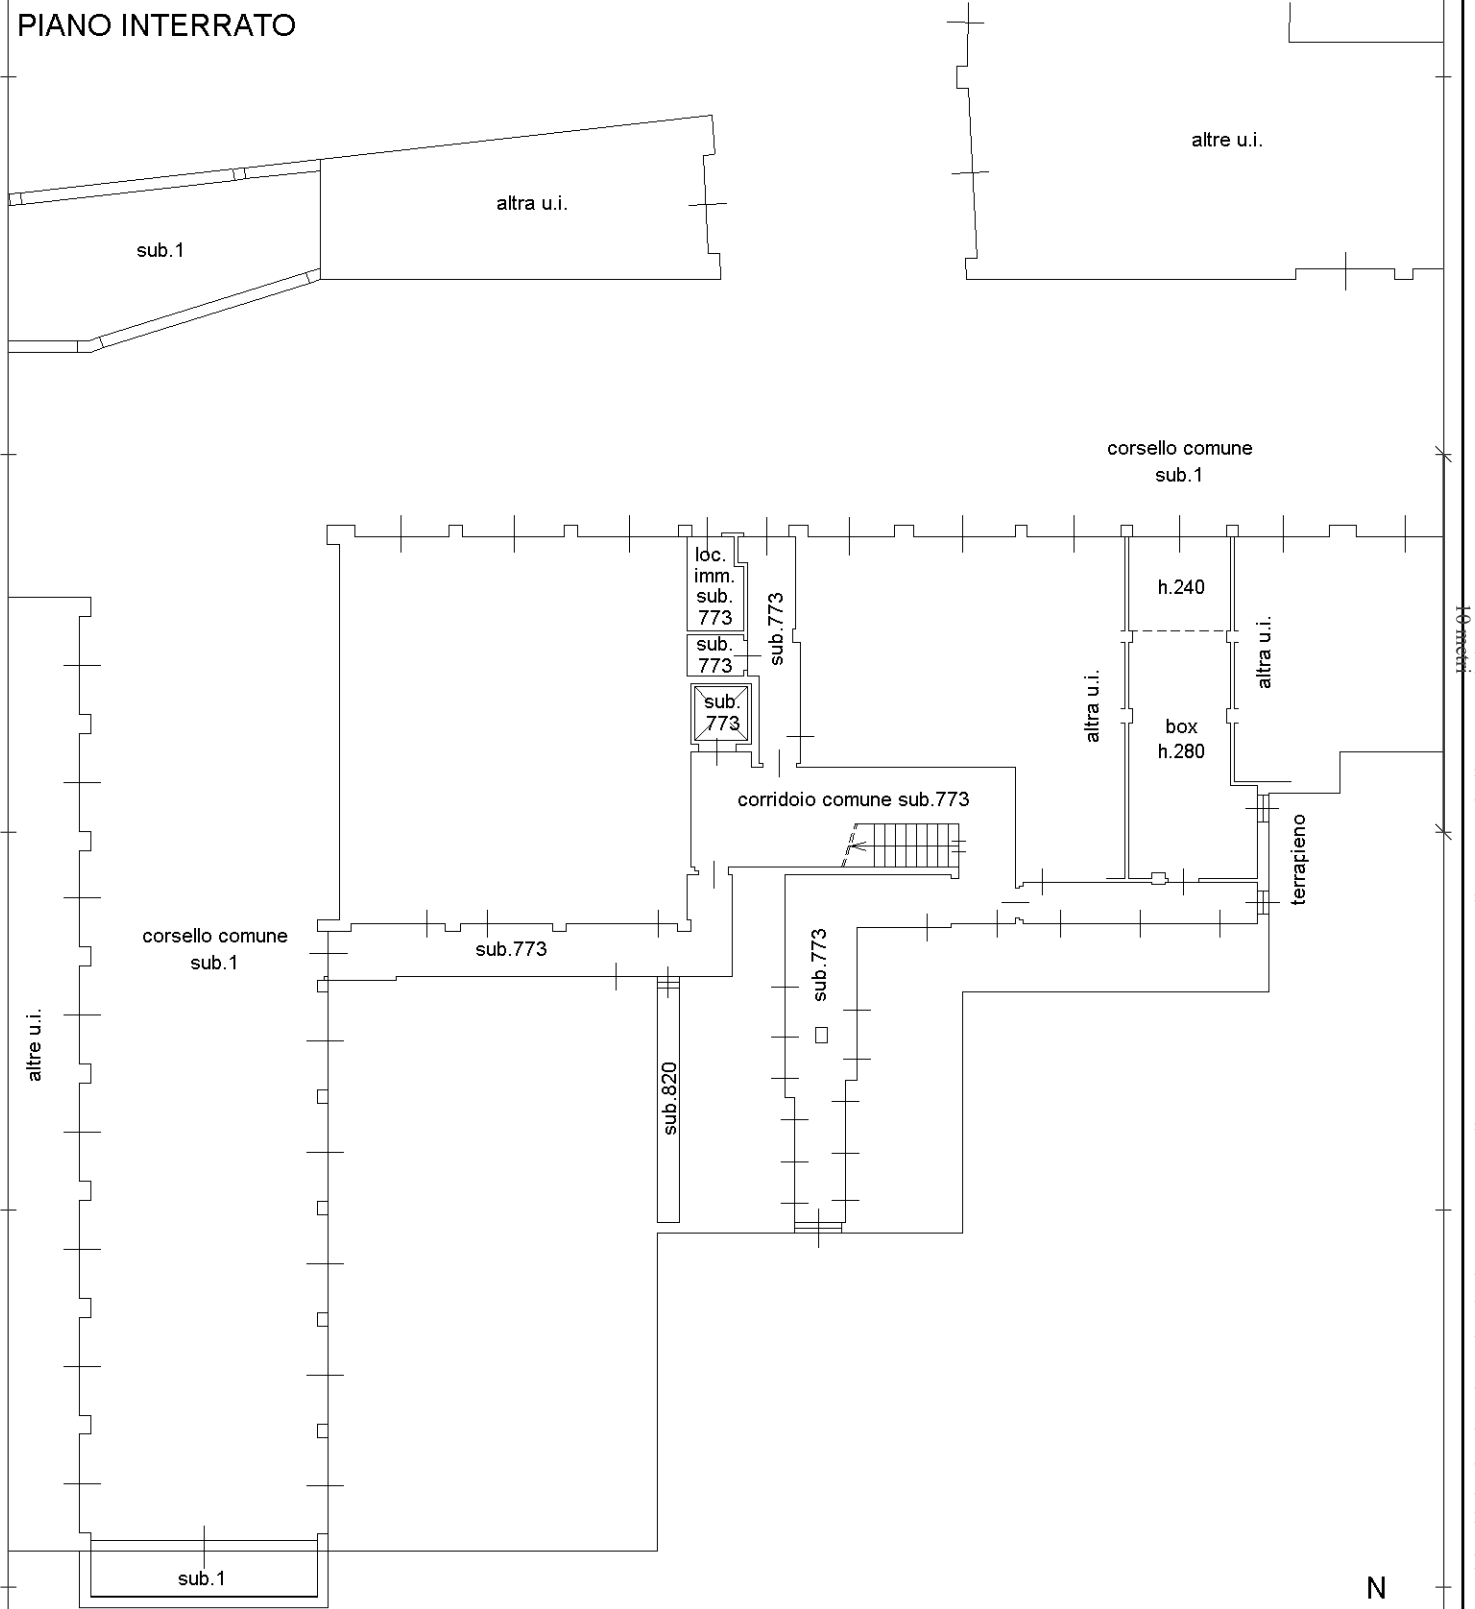 PIANO INTERRATO
altre u.i.
altra u.i.
sub.1
corsello comune
sub.1
loc.
imm.
sub.
773
sub.
773
sub.
773
sub.773
h.240
altra u.i.
altra u.i.
box
h.280
10 metri
corridoio comune sub.773
terrapieno
corsello comune
sub.1
sub.773
sub.773
altre u.i.
sub.820
sub.1
N